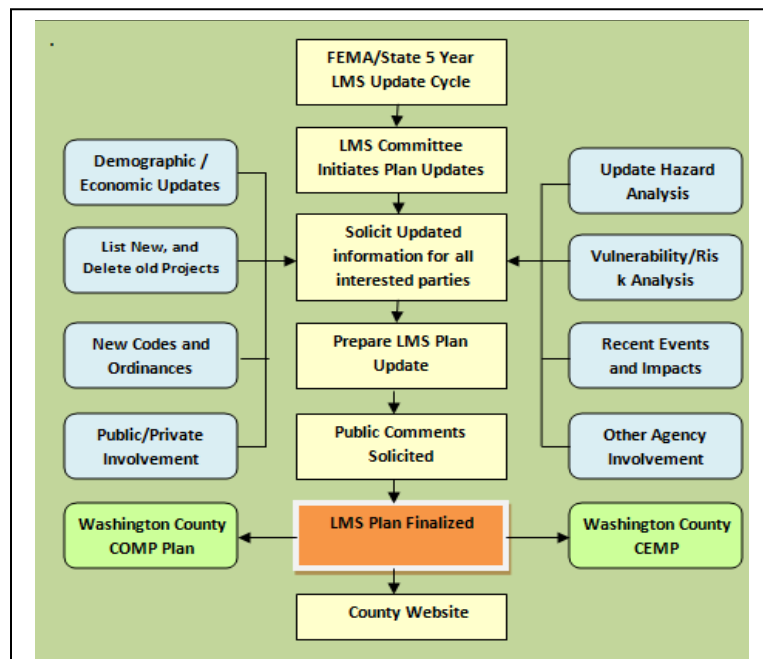 FEMA/State 5 Year
LMS Update Cycle
LMS Committee
Initiates Plan Updates
Demographic /
Economic Updates
Update Hazard
Analysis
Solicit Updated
information for all
interested parties
List New, and
Delete old Projects
Vulnerability/Ris
k Analysis
New Codes and
Ordinances
Prepare LMS Plan
Update
Recent Events
and Impacts
Public/Private
Involvement
Public Comments
Solicited
Other Agency
Involvement
Washington County
COMP Plan
LMS Plan Finalized
Washington County
CEMP
County Website